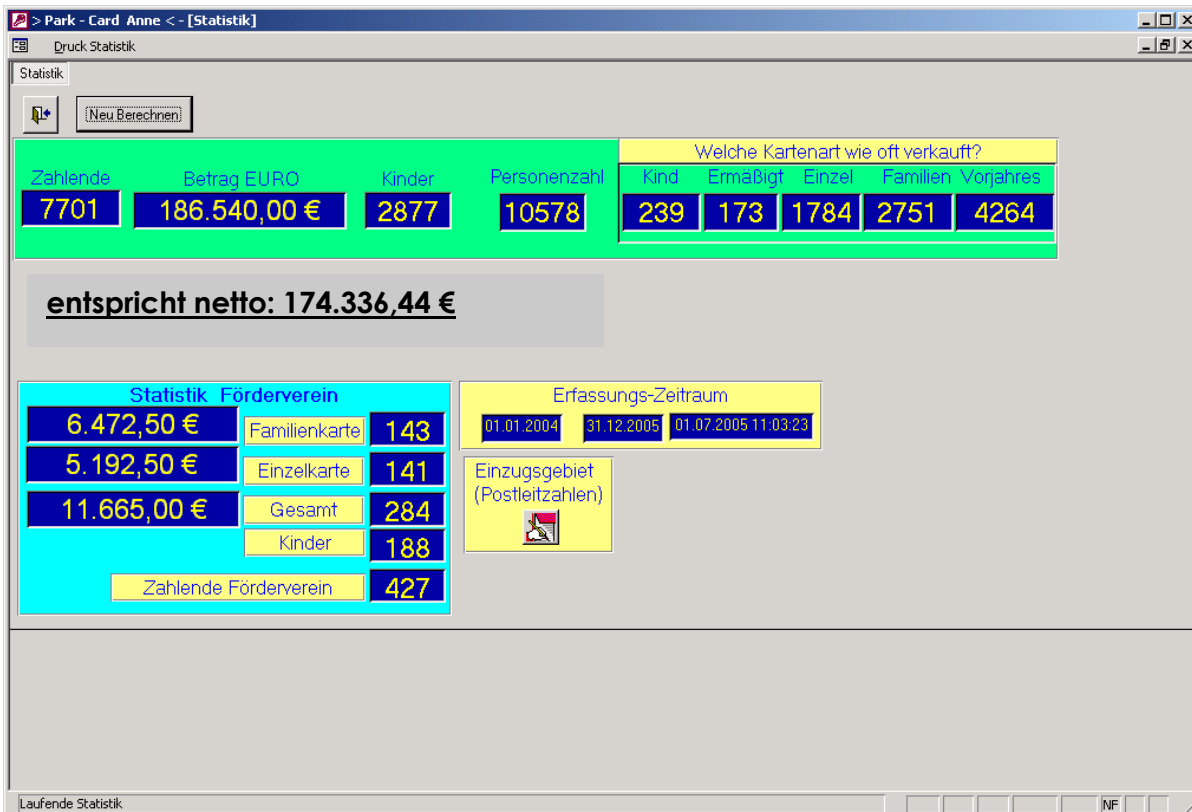 > Park - Card Anne < - [Statistik]
Druck Statistik
Statistik
Neu Berechnen
Welche Kartenart wie oft verkauft?
Zahlende Betrag EURO Kinder Personenzahl Kind Ermäßigt Einzel Familien Vorjahres
7701 186.540,00 € 2877 10578 239 173 1784 2751 4264
entspricht netto: 174.336,44 €
Statistik Förderverein
6.472,50 € Familienkarte 143
5.192,50 € Einzelkarte 141
11.665,00 € Gesamt 284
Kinder 188
Zahlende Förderverein 427
Erfassungs-Zeitraum
01.01.2004 31.12.2005 01.07.2005 11:03:23
Einzugsgebiet
(Postleitzahlen)
Laufende Statistik NF